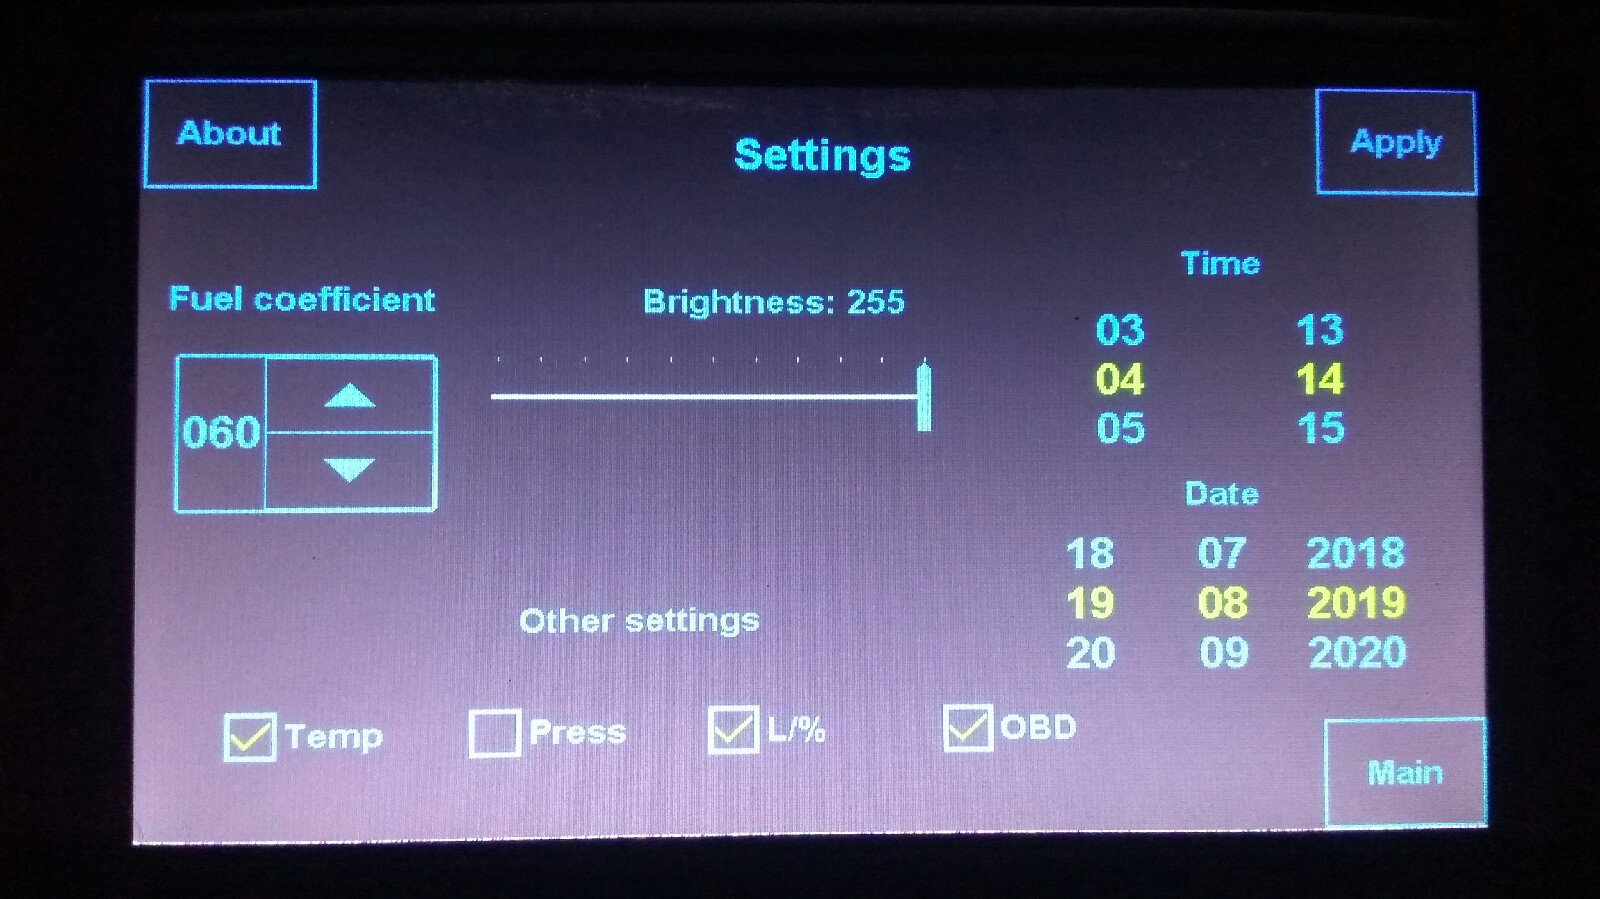 About
Settings
Apply
Fuel coefficient
060
Brightness: 255
Time
03 13
04 14
05 15
Date
18 07 2018
19 08 2019
20 09 2020
Other settings
Temp Press L/% OBD
Main